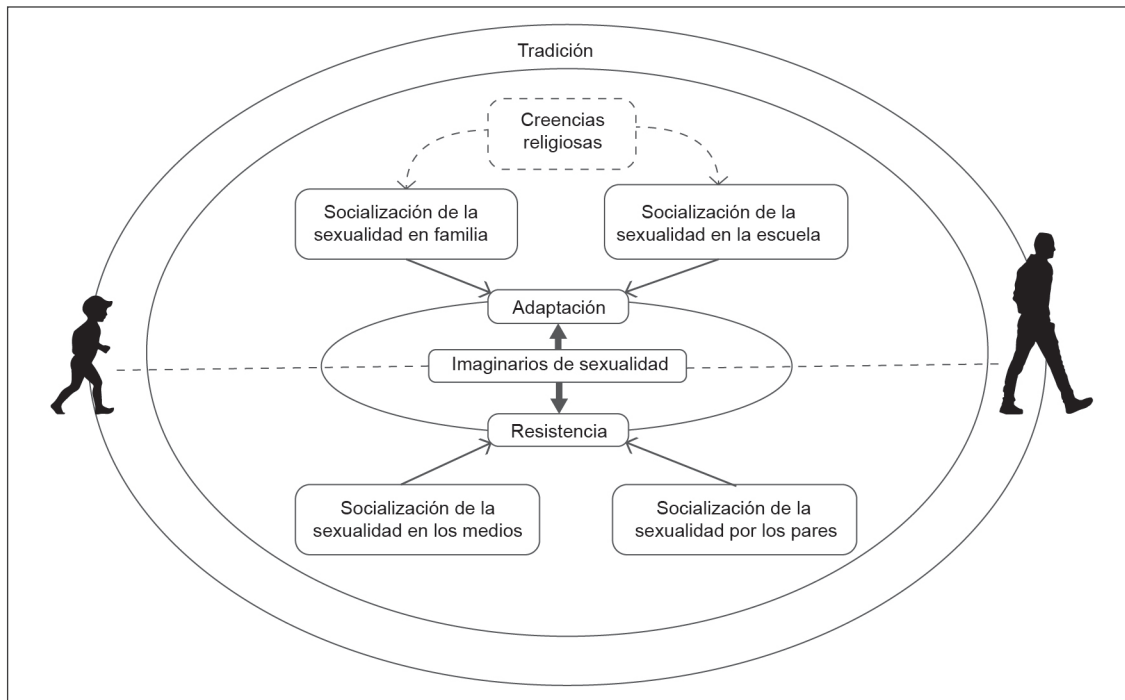 Tradición
Creencias
religiosas
Socialización de la
sexualidad en familia
Socialización de la
sexualidad en la escuela
Adaptación
Imaginarios de sexualidad
Resistencia
Socialización de la
sexualidad en los medios
Socialización de la
sexualidad por los pares